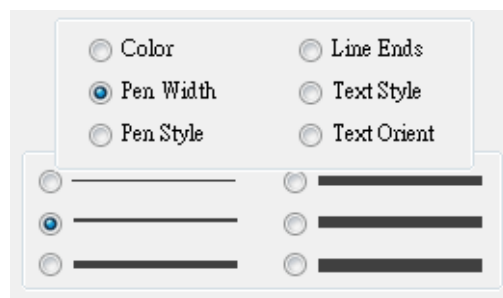 Color Line Ends
Pen Width Text Style
Pen Style Text Orient